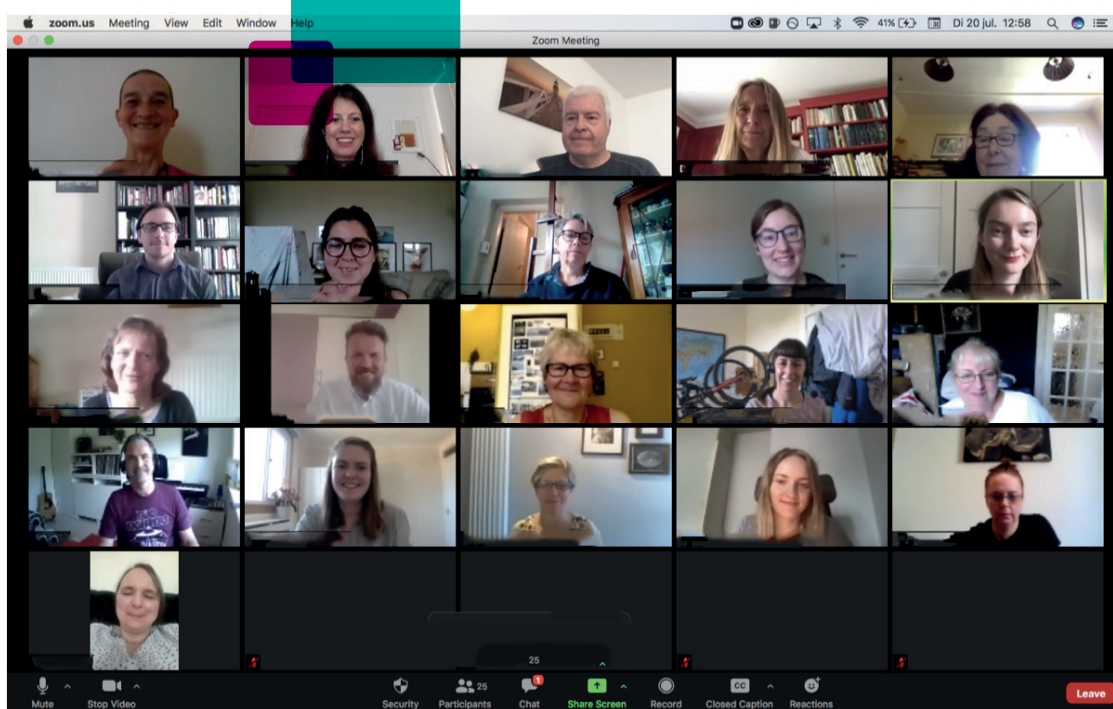 zoom.us Meeting View Edit Window Help 41% Di 20 jul. 12:58
Zoom Meeting
25
Mute Stop Video Security Participants 25 Chat 1 Share Screen Record CC Closed Caption Reactions Leave